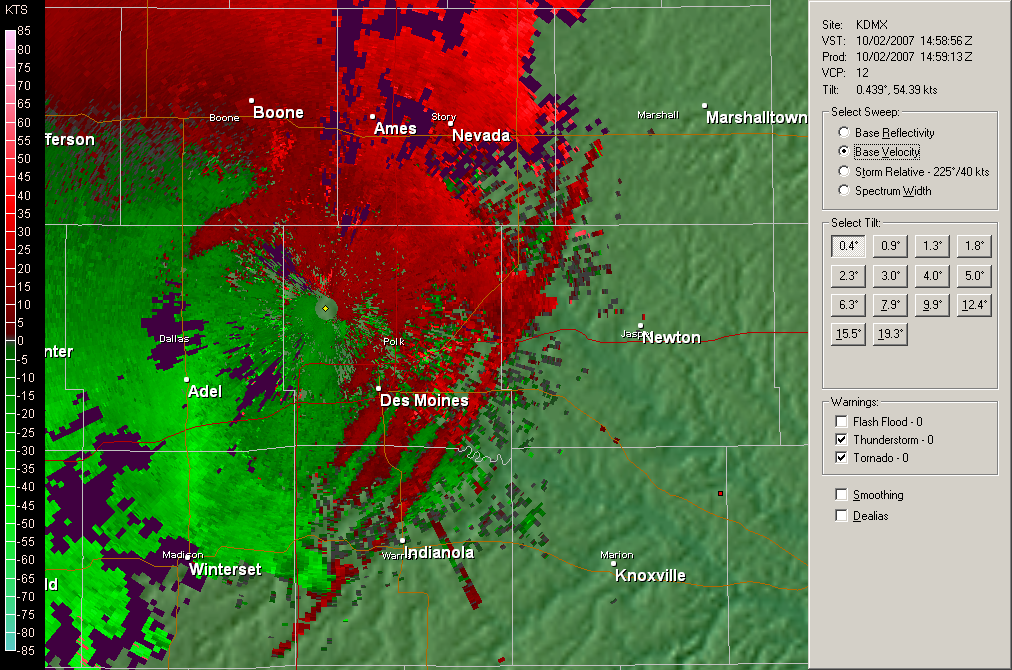 KTS
85
80
75
70
65
60
55
50
45
40
35
30
25
20
15
10
5
0
-5
-10
-15
-20
-25
-30
-35
-40
-45
-50
-55
-60
-65
-70
-75
-80
-85
Boone
Boone
Story
Ames
Nevada
Marshall
Marshalltown
ferson
Dallas
Polk
Jasp
Newton
nter
Adel
Des Moines
Madison
Winterset
Warr
Indianola
Marion
Knoxville
ld
Site: KDMX
VST: 10/02/2007 14:58:56 Z
Prod: 10/02/2007 14:59:13 Z
VCP: 12
Tilt: 0.439°, 54.39 kts
Select Sweep:
Base Reflectivity
Base Velocity
Storm Relative - 225°/40 kts
Spectrum Width
Select Tilt:
0.4° 0.9° 1.3° 1.8°
2.3° 3.0° 4.0° 5.0°
6.3° 7.9° 9.9° 12.4°
15.5° 19.3°
Warnings:
Flash Flood - 0
Thunderstorm - 0
Tornado - 0
Smoothing
Dealias